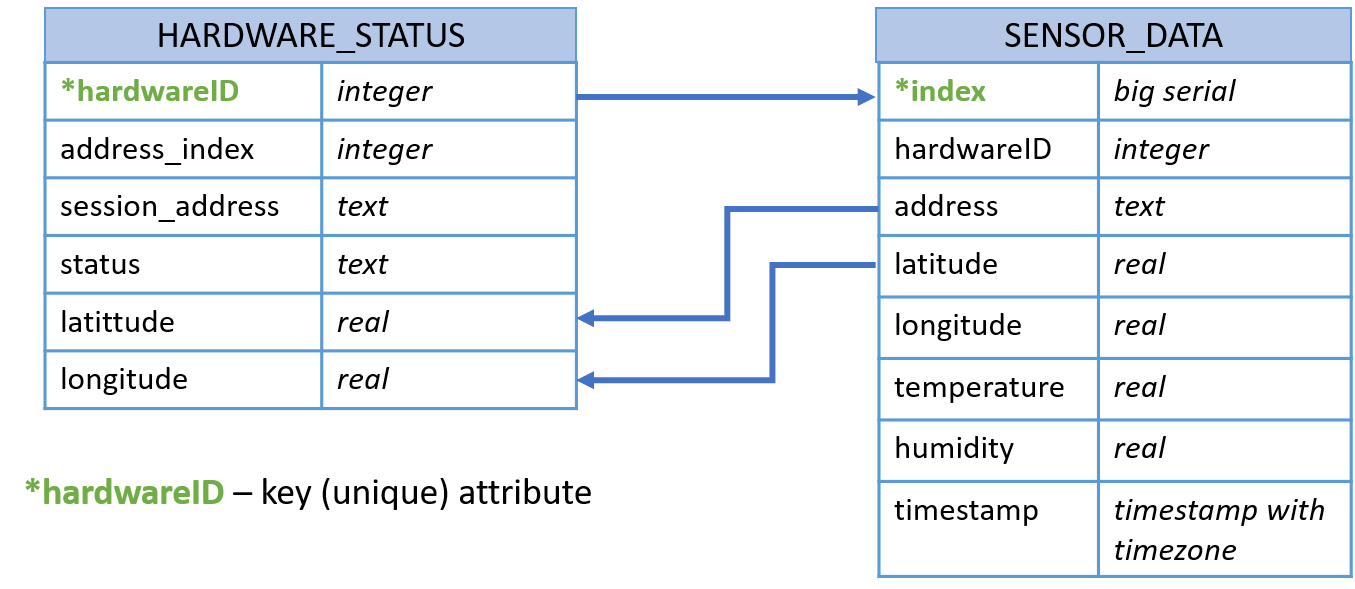 HARDWARE_STATUS
*hardwareID integer
address_index integer
session_address text
status text
latittude real
longitude real
*hardwareID – key (unique) attribute
SENSOR_DATA
*index big serial
hardwareID integer
address text
latitude real
longitude real
temperature real
humidity real
timestamp timestamp with
timezone